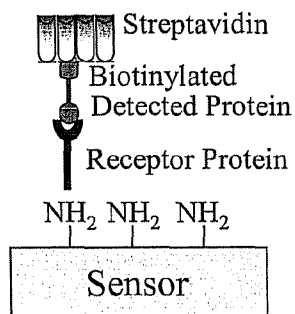 Streptavidin
Biotinylated
Detected Protein
Receptor Protein
NH2 NH2 NH2
Sensor